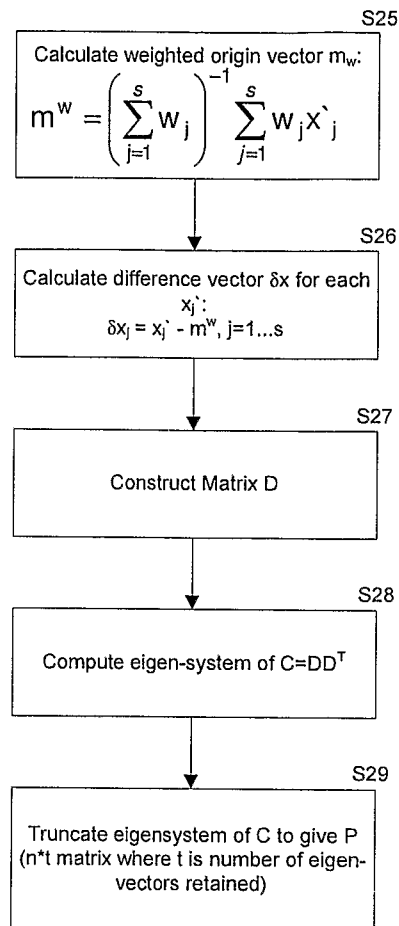 S25
Calculate weighted origin vector m_w:
m^w = (∑_{j=1}^{s} w_j)^{-1} ∑_{j=1}^{s} w_j x`_j
S26
Calculate difference vector δx for each
x_j`:
δx_j = x_j` - m^w, j=1...s
S27
Construct Matrix D
S28
Compute eigen-system of C=DD^T
S29
Truncate eigensystem of C to give P
(n*t matrix where t is number of eigen-
vectors retained)